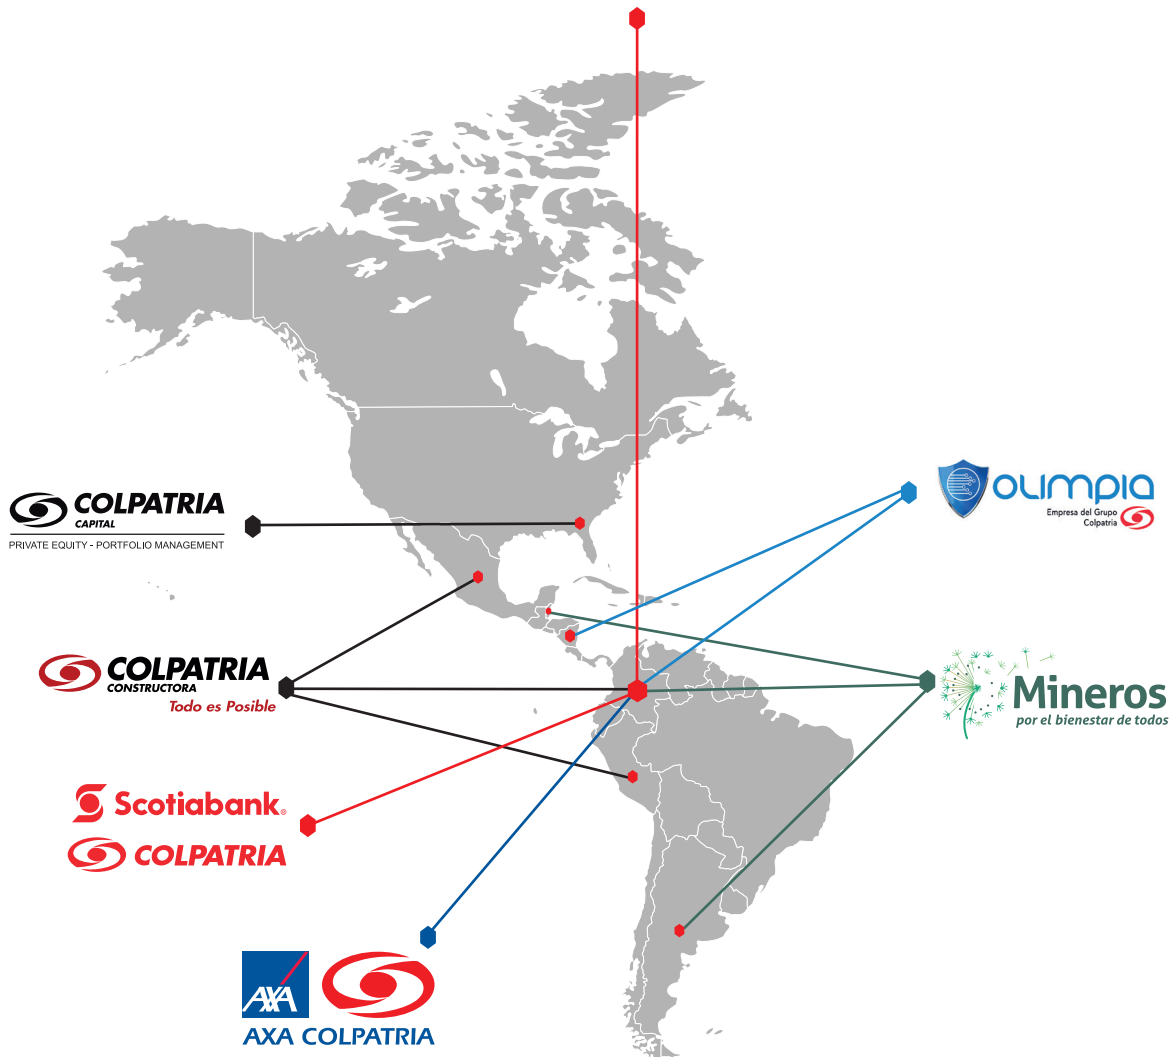 COLPATRIA
CAPITAL
PRIVATE EQUITY - PORTFOLIO MANAGEMENT
OLIMPIA
Empresa del Grupo
Colpatria
COLPATRIA
CONSTRUCTORA
Todo es Posible
Mineros
por el bienestar de todos
Scotiabank®
COLPATRIA
AXA
AXA COLPATRIA